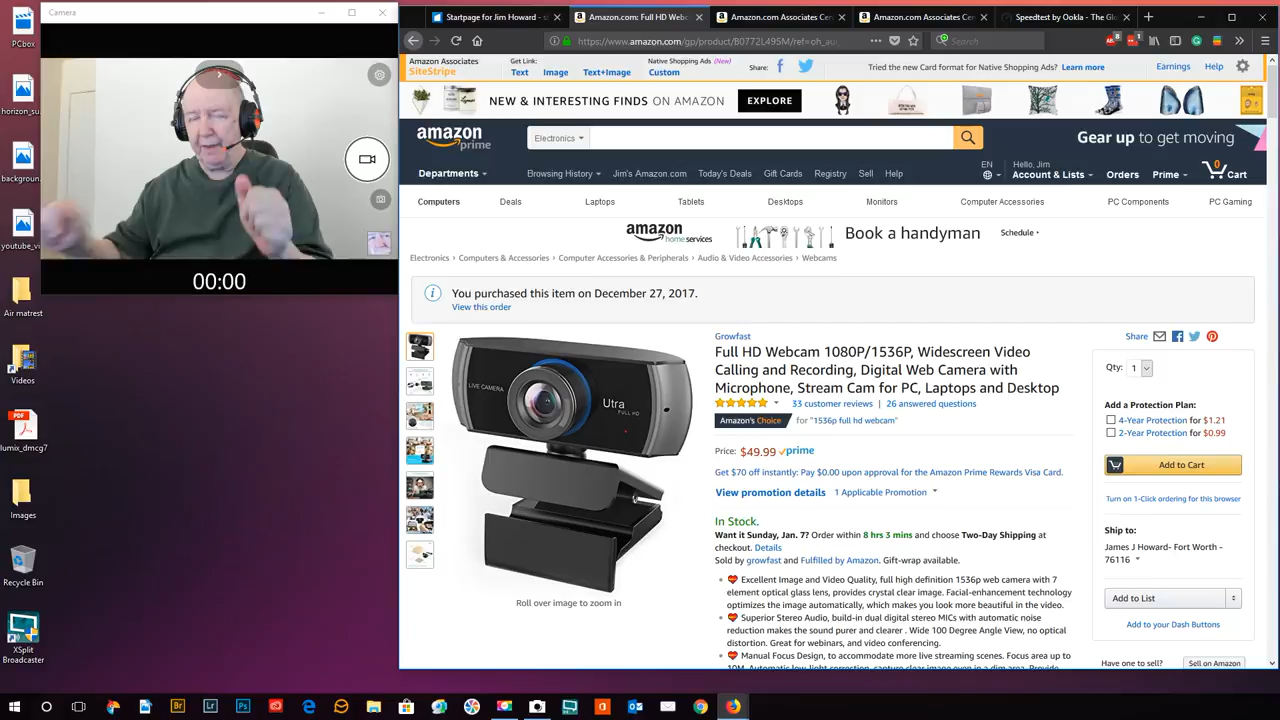 Camera
PCbox
horizon_su
backgroun
youtube_vi
Air matrest
Videos
PDF
lumix_dmcg7
Images
Recycle Bin
XSplit
Broadcaster
00:00
Startpage for Jim Howard - s
Amazon.com: Full HD Webc
Amazon.com Associates Cen
Amazon.com Associates Cen
Speedtest by Ookla - The Glo
https://www.amazon.com/gp/product/B0772L49SM/ref=oh_au
Search
Amazon Associates
SiteStripe
Get Link:
Text Image Text+Image
Native Shopping Ads (New)
Custom
Share:
Tried the new Card format for Native Shopping Ads? Learn more
Earnings Help
NEW & INTERESTING FINDS ON AMAZON EXPLORE
amazon
prime
Electronics
Gear up to get moving
Departments
Browsing History Jim's Amazon.com Today's Deals Gift Cards Registry Sell Help
EN
Hello, Jim
Account & Lists Orders Prime
0
Cart
Computers Deals Laptops Tablets Desktops Monitors Computer Accessories PC Components PC Gaming
amazon
homeservices
Book a handyman
Schedule
Electronics › Computers & Accessories › Computer Accessories & Peripherals › Audio & Video Accessories › Webcams
You purchased this item on December 27, 2017.
View this order
LIVE CAMERA
Utra
FULL HD
Roll over image to zoom in
Growfast
Full HD Webcam 1080P/1536P, Widescreen Video
Calling and Recording, Digital Web Camera with
Microphone, Stream Cam for PC, Laptops and Desktop
33 customer reviews | 26 answered questions
Amazon's Choice for "1536p full hd webcam"
Price: $49.99 prime
Get $70 off instantly: Pay $0.00 upon approval for the Amazon Prime Rewards Visa Card.
View promotion details 1 Applicable Promotion
In Stock.
Want it Sunday, Jan. 7? Order within 8 hrs 3 mins and choose Two-Day Shipping at
checkout. Details
Sold by growfast and Fulfilled by Amazon. Gift-wrap available.
Excellent Image and Video Quality, full high definition 1536p web camera with 7
element optical glass lens, provides crystal clear image. Facial-enhancement technology
optimizes the image automatically, which makes you look more beautiful in the video.
Superior Stereo Audio, build-in dual digital stereo MICs with automatic noise
reduction makes the sound purer and clearer . Wide 100 Degree Angle View, no optical
distortion. Great for webinars, and video conferencing.
Manual Focus Design, to accommodate more live streaming scenes. Focus area up to
10M. Automatic low-light correction, capture clear image even in a dim area. Provide
Share
Qty: 1
Add a Protection Plan:
4-Year Protection for $1.21
2-Year Protection for $0.99
Add to Cart
Turn on 1-Click ordering for this browser
Ship to:
James J Howard- Fort Worth -
76116
Add to List
Add to your Dash Buttons
Have one to sell? Sell on Amazon